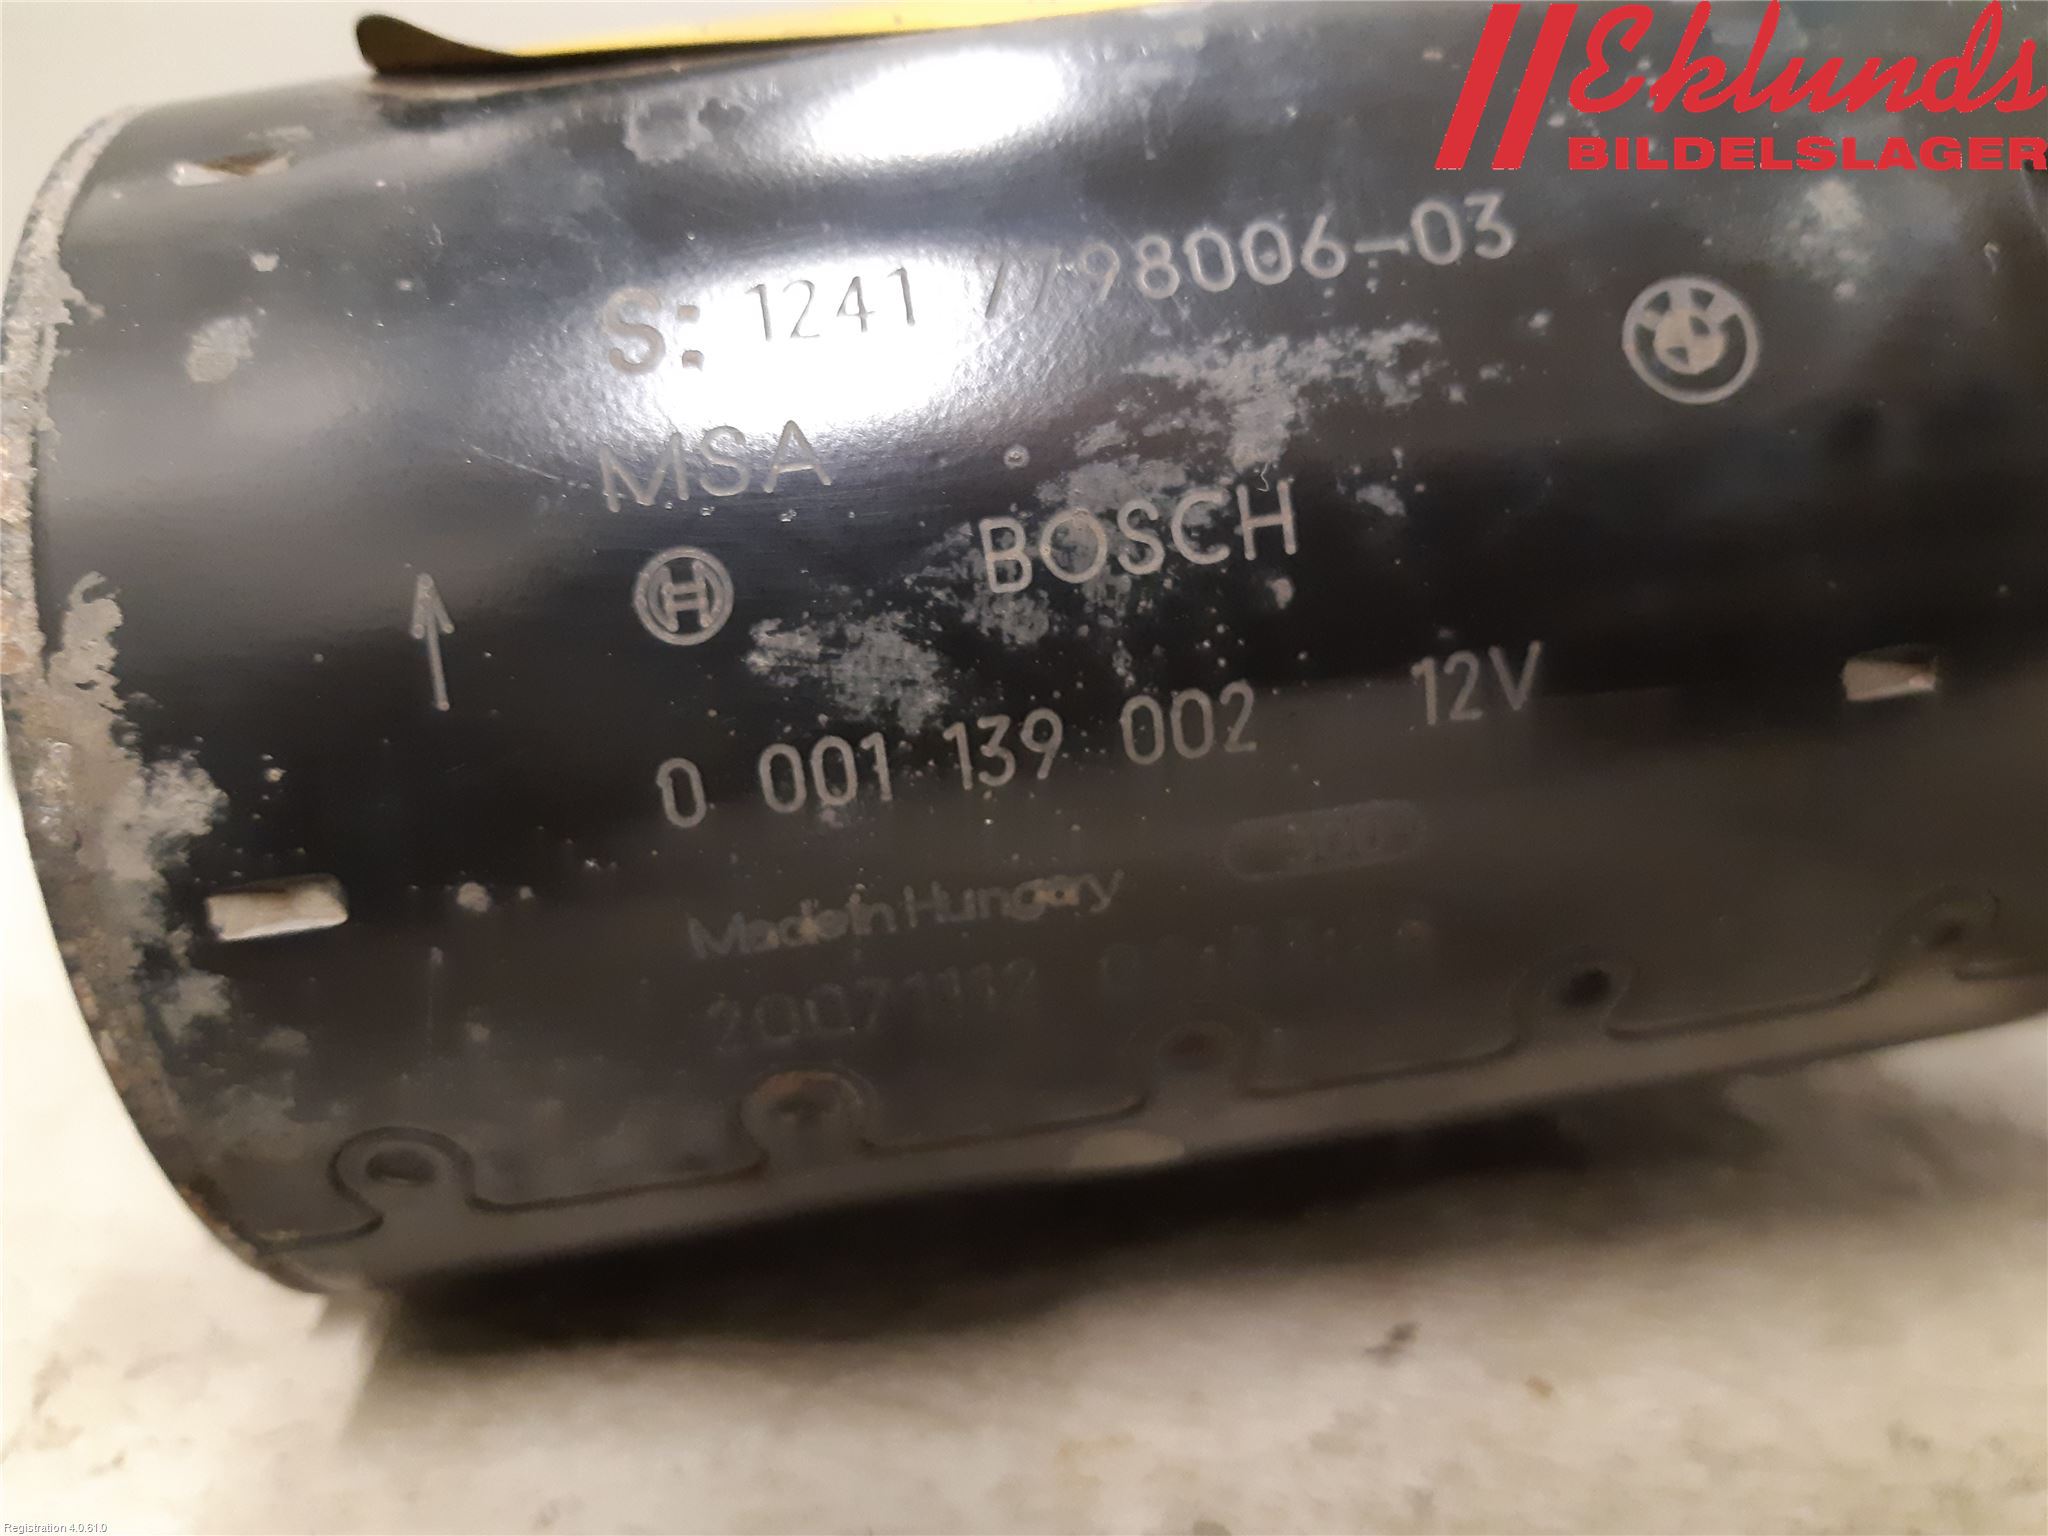 Eklunds
BILDELSLAGER
S: 1241 7798006-03
MSA
BOSCH
0 001 139 002 12V
Made in Hungary
20071112
Registration 4.0.61.0